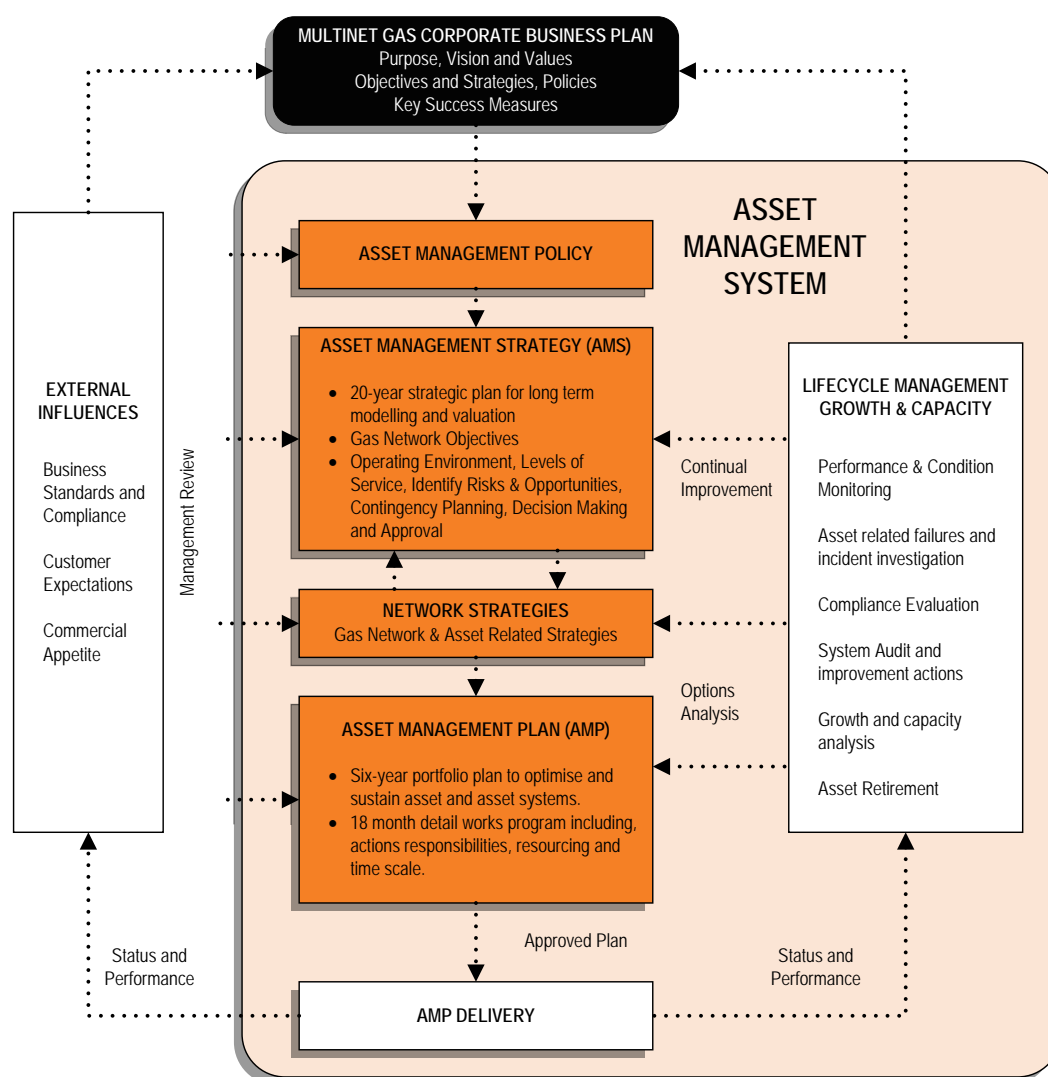 MULTINET GAS CORPORATE BUSINESS PLAN
Purpose, Vision and Values
Objectives and Strategies, Policies
Key Success Measures
ASSET
MANAGEMENT
SYSTEM
ASSET MANAGEMENT POLICY
ASSET MANAGEMENT STRATEGY (AMS)
• 20-year strategic plan for long term
modelling and valuation
• Gas Network Objectives
• Operating Environment, Levels of
Service, Identify Risks & Opportunities,
Contingency Planning, Decision Making
and Approval
EXTERNAL
INFLUENCES
Business
Standards and
Compliance
Customer
Expectations
Commercial
Appetite
Management Review
Continual
Improvement
LIFECYCLE MANAGEMENT
GROWTH & CAPACITY
Performance & Condition
Monitoring
Asset related failures and
incident investigation
Compliance Evaluation
System Audit and
improvement actions
Growth and capacity
analysis
Asset Retirement
NETWORK STRATEGIES
Gas Network & Asset Related Strategies
Options
Analysis
ASSET MANAGEMENT PLAN (AMP)
• Six-year portfolio plan to optimise and
sustain asset and asset systems.
• 18 month detail works program including,
actions responsibilities, resourcing and
time scale.
Approved Plan
Status and
Performance
Status and
Performance
AMP DELIVERY